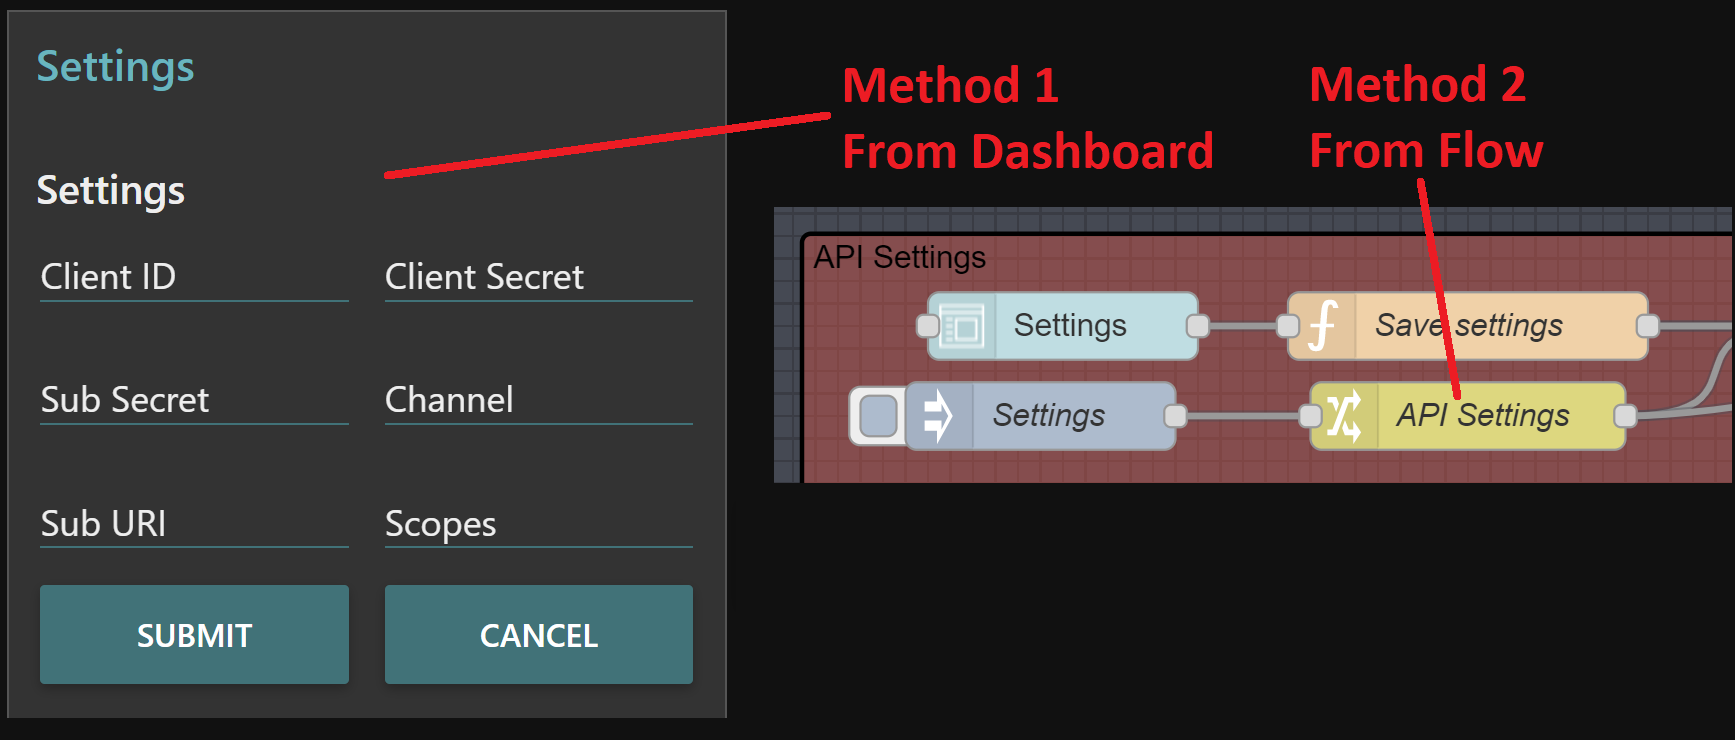 Settings
Settings
Client ID
Client Secret
Sub Secret
Channel
Sub URI
Scopes
SUBMIT
CANCEL
Method 1
From Dashboard
Method 2
From Flow
API Settings
Settings
Save settings
Settings
API Settings